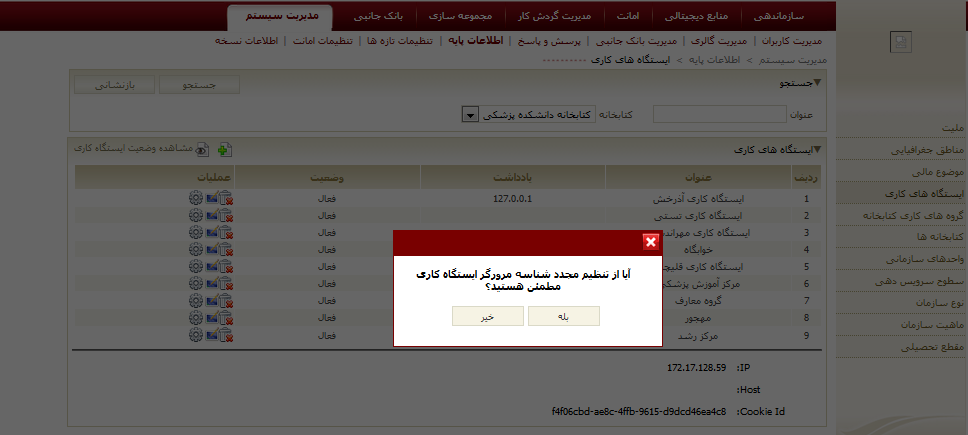 سازماندهی منابع دیجیتالی امانت مدیریت گردش کار مجموعه سازی بانک جانبی مدیریت سیستم
مدیریت کاربران | مدیریت گالری | مدیریت بانک جانبی | پرسش و پاسخ | اطلاعات پایه | تنظیمات تازه ها | تنظیمات امانت | اطلاعات نسخه
مدیریت سیستم > اطلاعات پایه > ایستگاه های کاری
جستجو جستجو بازنشانی
عنوان کتابخانه کتابخانه دانشکده پزشکی
ایستگاه های کاری مشاهده وضعیت ایستگاه کاری
ردیف عنوان یادداشت وضعیت عملیات
1 ایستگاه کاری آذرخش 127.0.0.1 فعال
2 ایستگاه کاری تستی فعال
3 ایستگاه کاری فعال
4 خوابگاه فعال
5 ایستگاه کاری فعال
6 مرکز آموزش فعال
7 گروه معارف فعال
8 مهجور فعال
9 مرکز رشد فعال
آیا از تنظیم مجدد شناسه مرورگر ایستگاه کاری
مطمئن هستید؟
بله خیر
IP: 172.17.128.59
Host:
Cookie Id: f4f06cbd-ae8c-4ffb-9615-d9dcd46ea4c8
ملیت
مناطق جغرافیایی
موضوع مالی
ایستگاه های کاری
گروه های کاری کتابخانه
کتابخانه ها
واحدهای سازمانی
سطوح سرویس دهی
نوع سازمان
ماهیت سازمان
مقطع تحصیلی